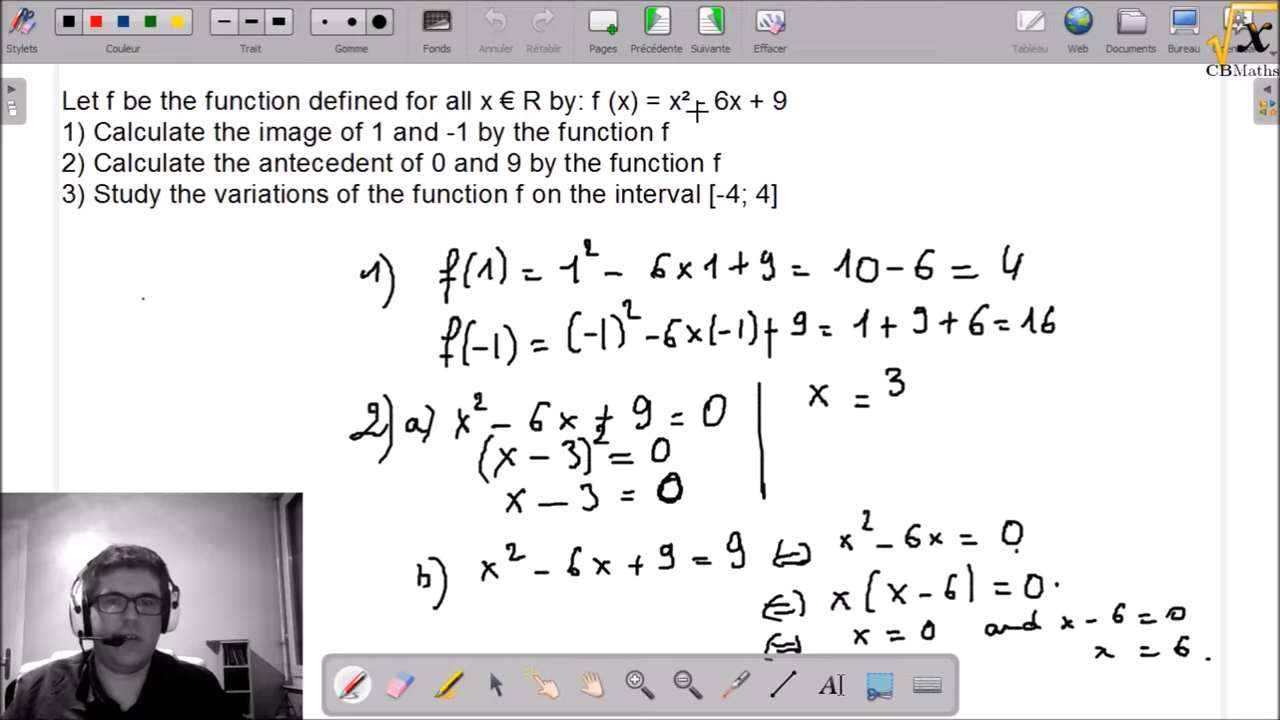 Stylets Couleur Trait Gomme Fonds Annuler Rétablir Pages Précédente Suivante Effacer Tableau Web Documents Bureau
CBMaths
Let f be the function defined for all x € R by: f (x) = x² - 6x + 9
1) Calculate the image of 1 and -1 by the function f
2) Calculate the antecedent of 0 and 9 by the function f
3) Study the variations of the function f on the interval [-4; 4]
1) f(1) = 1² - 6 x 1 + 9 = 10 - 6 = 4
f(-1) = (-1)² - 6 x (-1) + 9 = 1 + 9 + 6 = 16
2) a) x² - 6x + 9 = 0
(x - 3)² = 0
x - 3 = 0
x = 3
b) x² - 6x + 9 = 9 ⇔ x² - 6x = 0
⇔ x(x - 6) = 0.
⇔ x = 0 and x - 6 = 0
x = 6.
AI